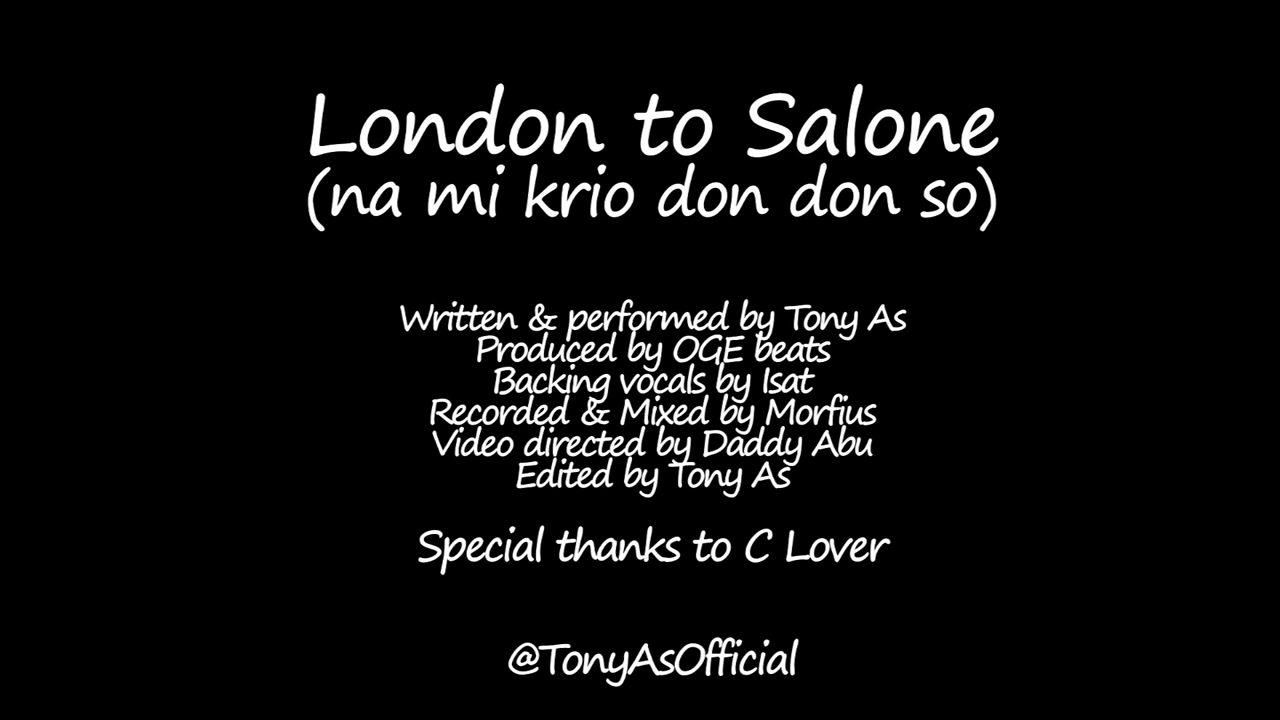 London to Salone
(na mi krio don don so)
Written & performed by Tony As
Produced by OGE beats
Backing vocals by Isat
Recorded & Mixed by Morfius
Video directed by Daddy Abu
Edited by Tony As
Special thanks to C Lover
@TonyAsOfficial